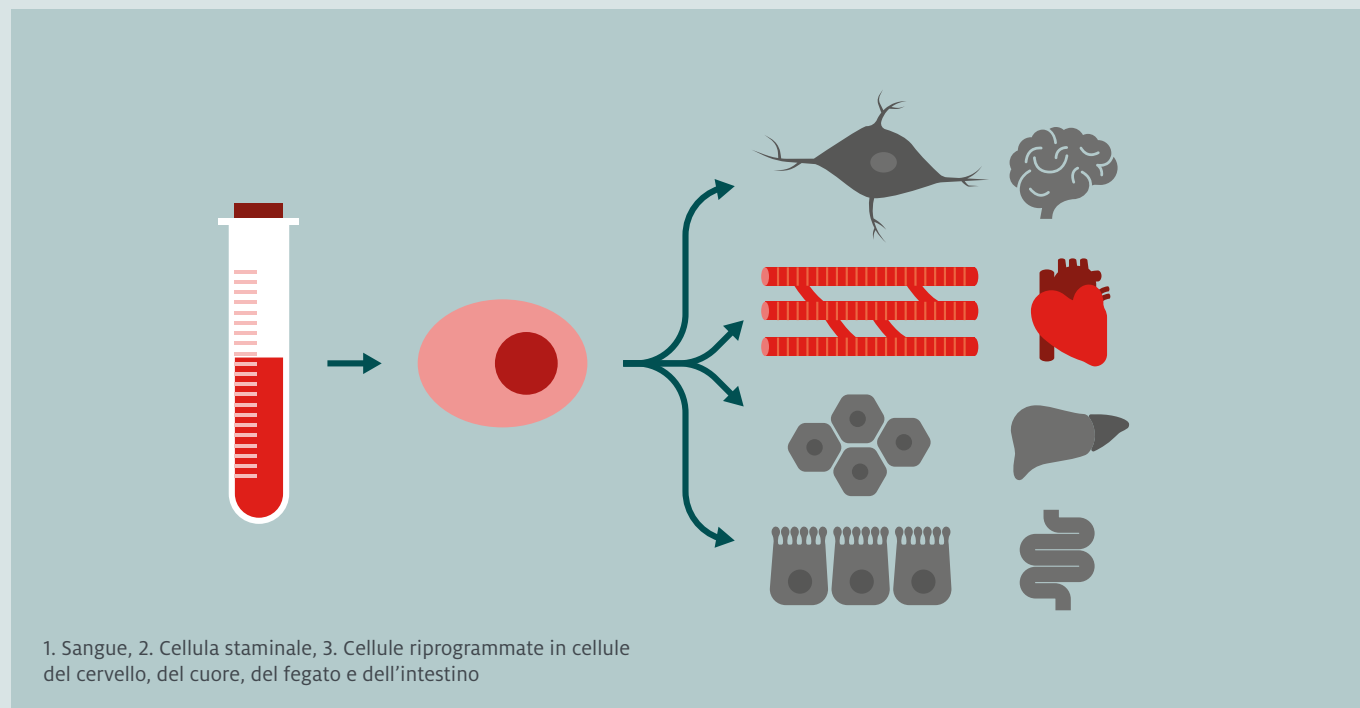 1. Sangue, 2. Cellula staminale, 3. Cellule riprogrammate in cellule
del cervello, del cuore, del fegato e dell’intestino